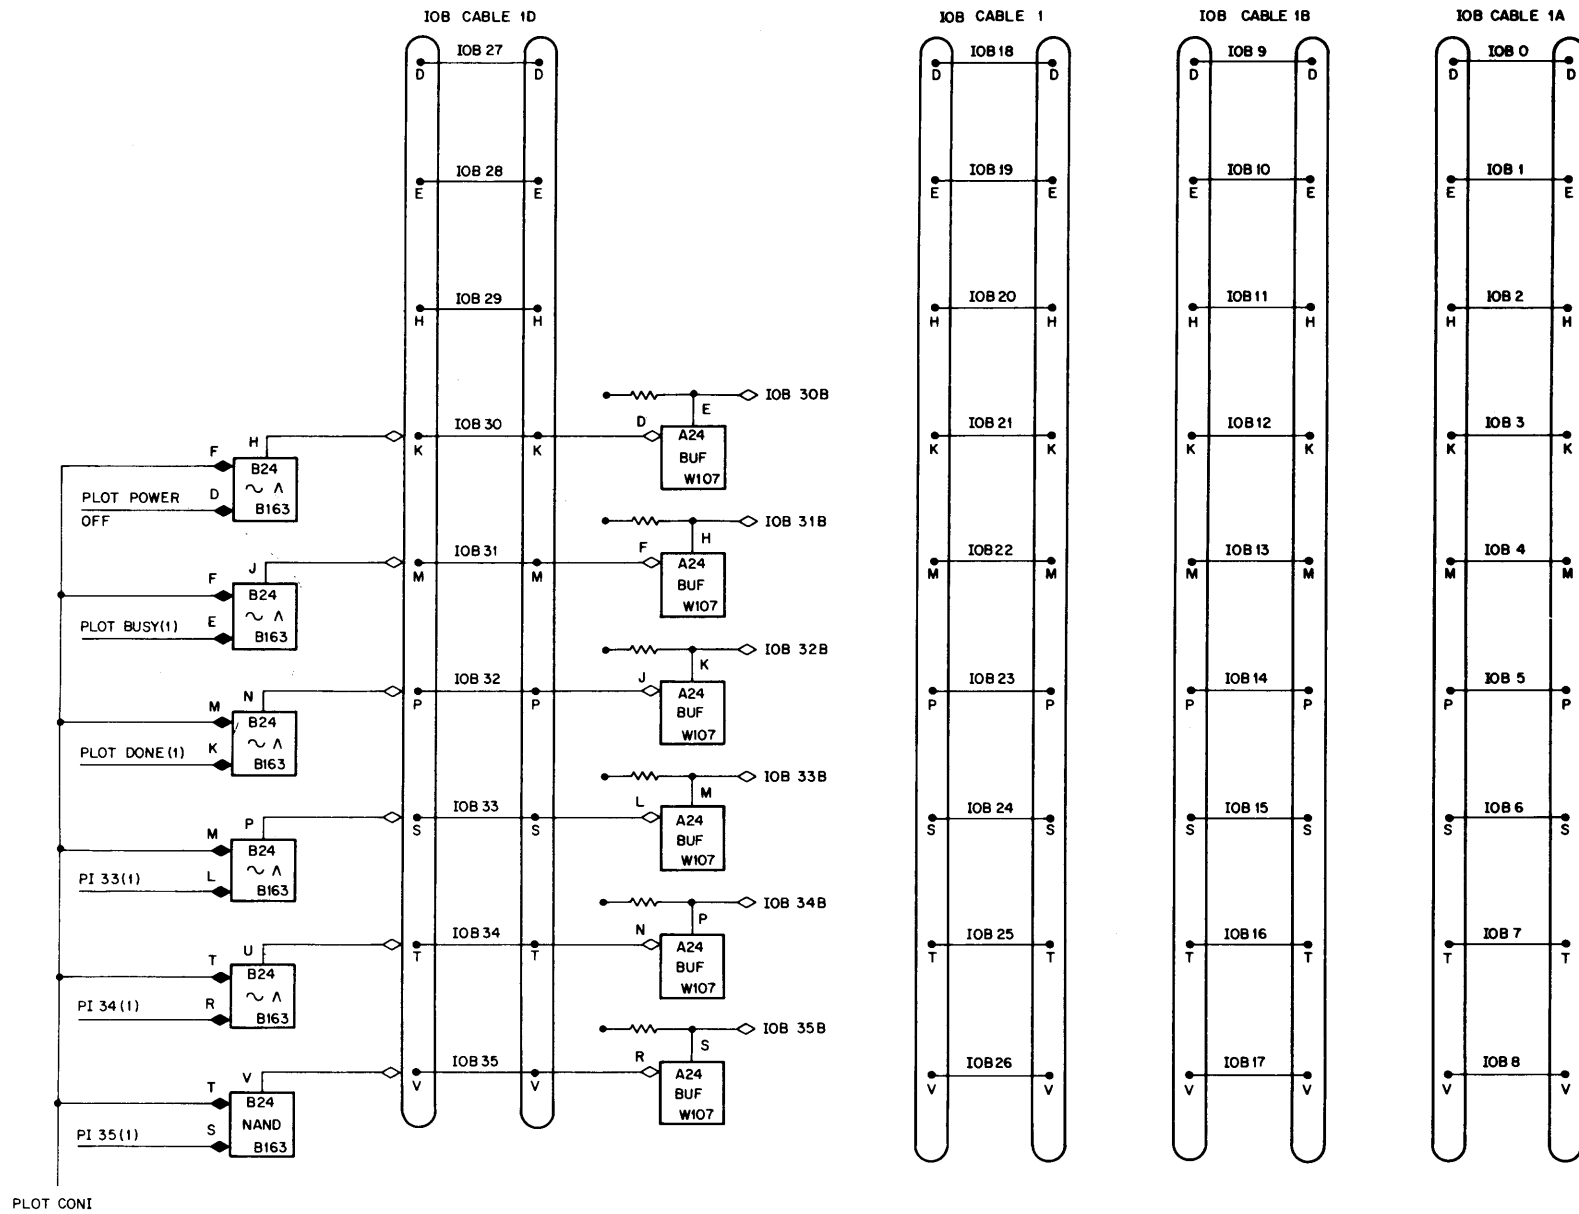 IOB CABLE 1D
IOB CABLE 1
IOB CABLE 1B
IOB CABLE 1A
IOB 27
D
D
IOB 28
E
E
IOB 29
H
H
IOB 30
K
K
IOB 31
M
M
IOB 32
P
P
IOB 33
S
S
IOB 34
T
T
IOB 35
V
V
F
H
B24
∼ ∧
B163
D
PLOT POWER
OFF
F
J
B24
∼ ∧
B163
E
PLOT BUSY(1)
M
N
B24
∼ ∧
B163
K
PLOT DONE(1)
M
P
B24
∼ ∧
B163
L
PI 33(1)
T
U
B24
∼ ∧
B163
R
PI 34(1)
T
V
B24
NAND
B163
S
PI 35(1)
PLOT CONI
IOB 30B
E
D
A24
BUF
W107
IOB 31B
H
F
A24
BUF
W107
IOB 32B
K
J
A24
BUF
W107
IOB 33B
M
L
A24
BUF
W107
IOB 34B
P
N
A24
BUF
W107
IOB 35B
S
R
A24
BUF
W107
IOB 18
D
D
IOB 19
E
E
IOB 20
H
H
IOB 21
K
K
IOB 22
M
M
IOB 23
P
P
IOB 24
S
S
IOB 25
T
T
IOB 26
V
V
IOB 9
D
D
IOB 10
E
E
IOB 11
H
H
IOB 12
K
K
IOB 13
M
M
IOB 14
P
P
IOB 15
S
S
IOB 16
T
T
IOB 17
V
V
IOB 0
D
D
IOB 1
E
E
IOB 2
H
H
IOB 3
K
K
IOB 4
M
M
IOB 5
P
P
IOB 6
S
S
IOB 7
T
T
IOB 8
V
V